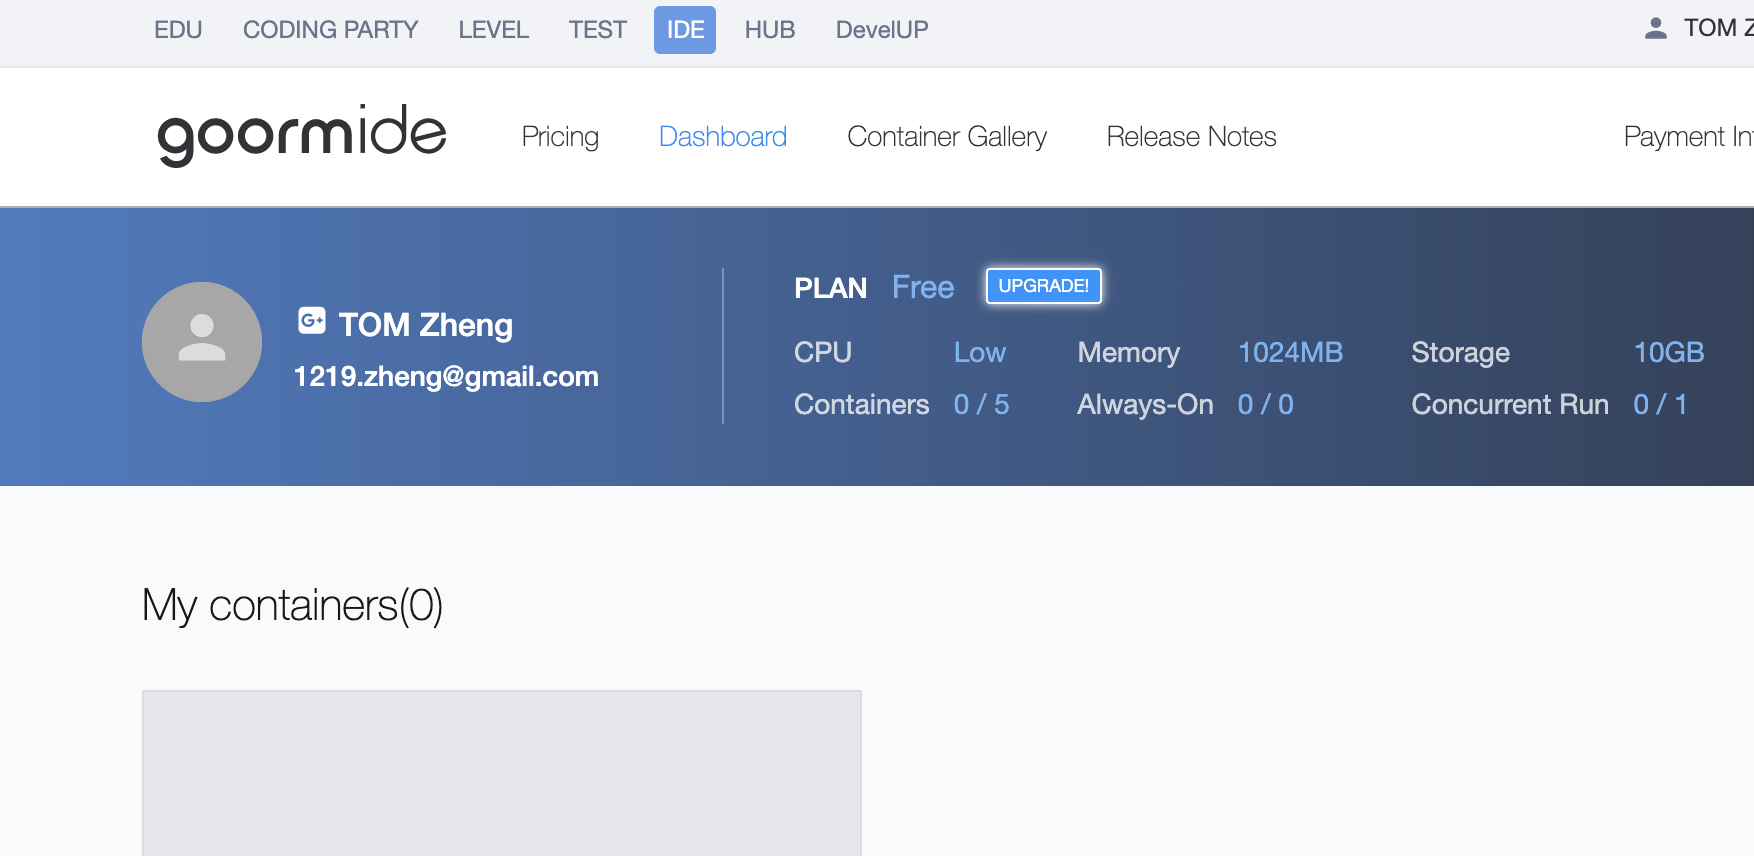 EDU CODING PARTY LEVEL TEST IDE HUB DevelUP TOM Z
goormide Pricing Dashboard Container Gallery Release Notes Payment In
PLAN Free UPGRADE!
G+ TOM Zheng
1219.zheng@gmail.com
CPU Low Memory 1024MB Storage 10GB
Containers 0 / 5 Always-On 0 / 0 Concurrent Run 0 / 1
My containers(0)